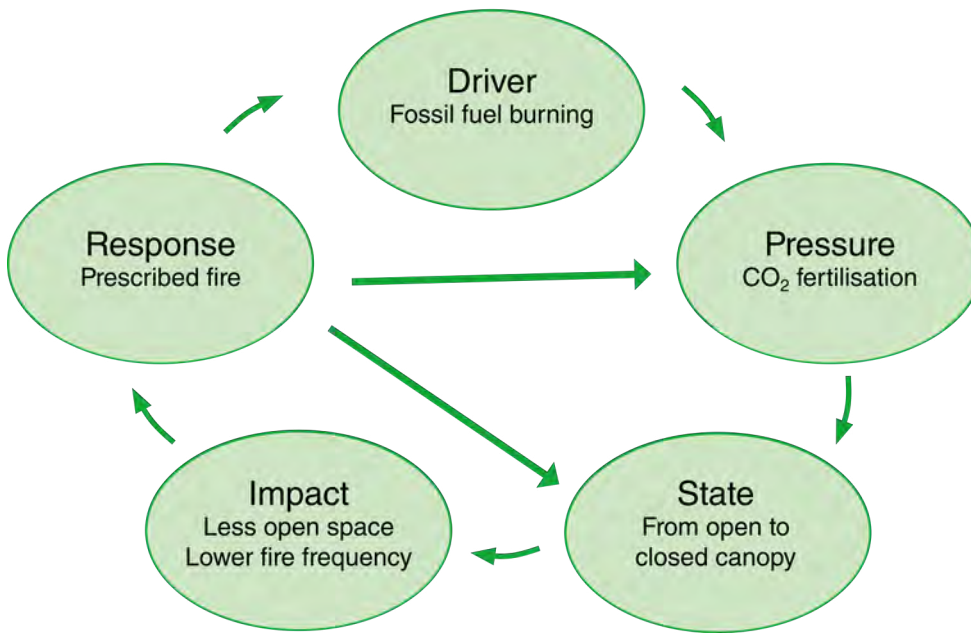 Driver
Fossil fuel burning
Response
Prescribed fire
Pressure
CO₂ fertilisation
Impact
Less open space
Lower fire frequency
State
From open to
closed canopy